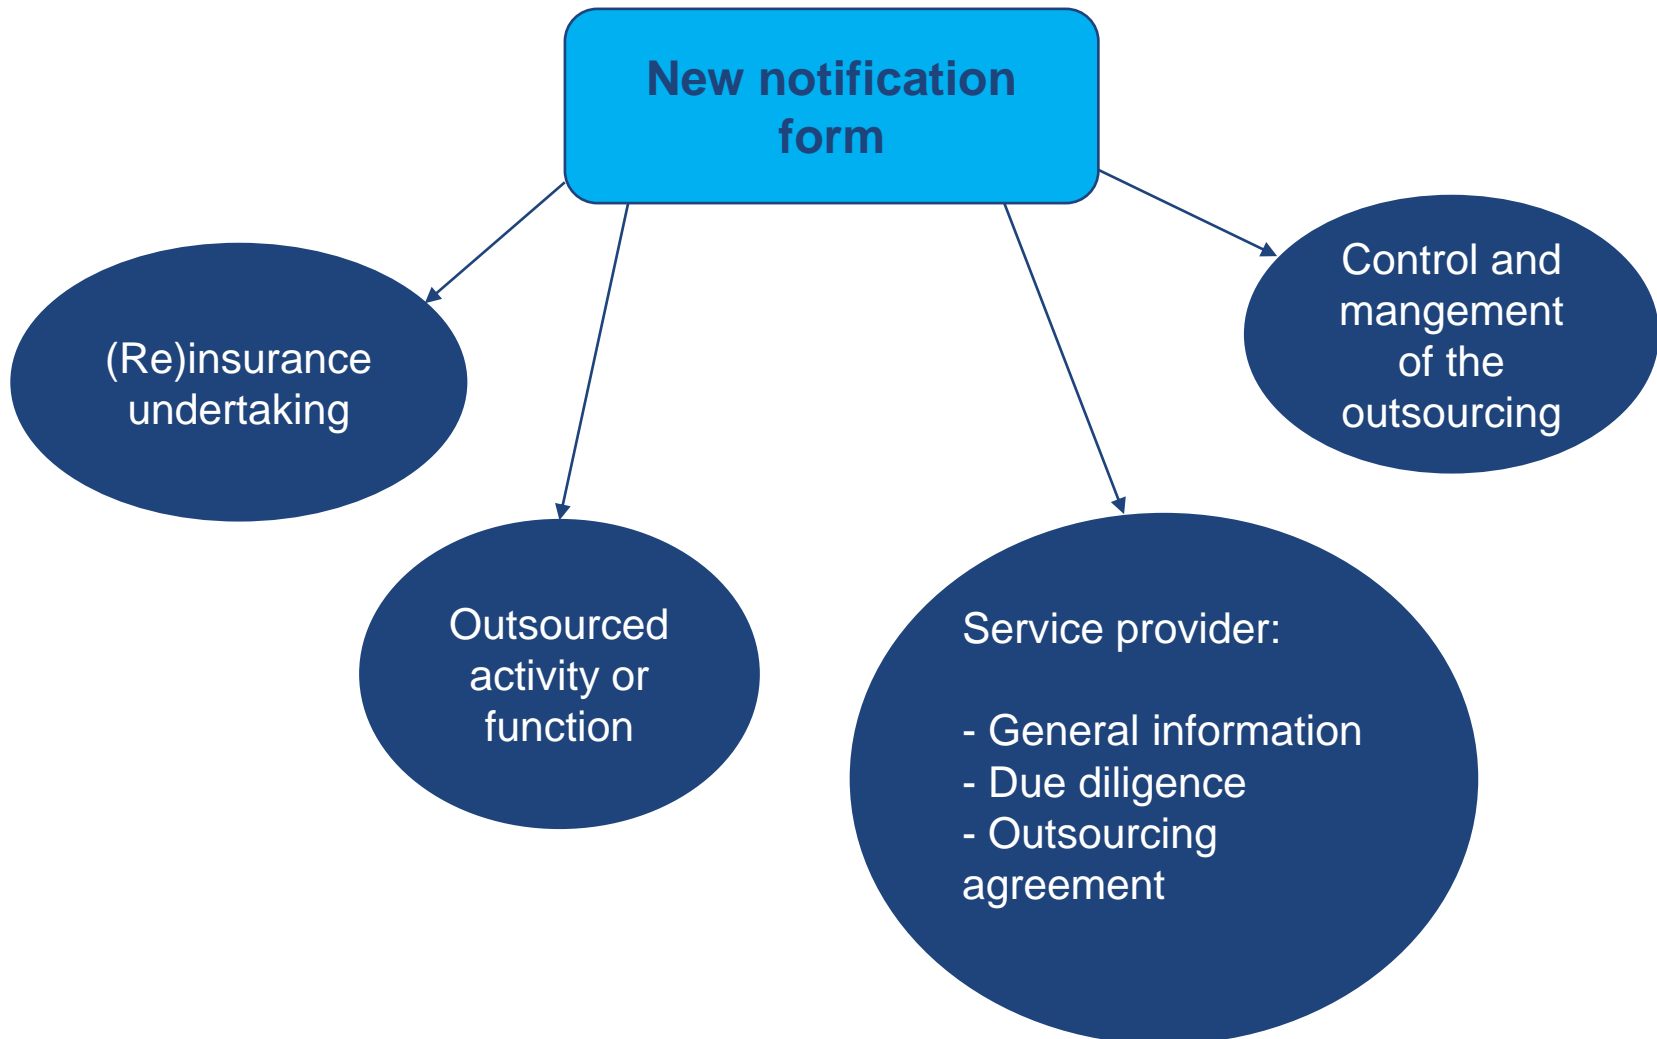 New notification
form
(Re)insurance
undertaking
Outsourced
activity or
function
Service provider:
- General information
- Due diligence
- Outsourcing
agreement
Control and
mangement
of the
outsourcing